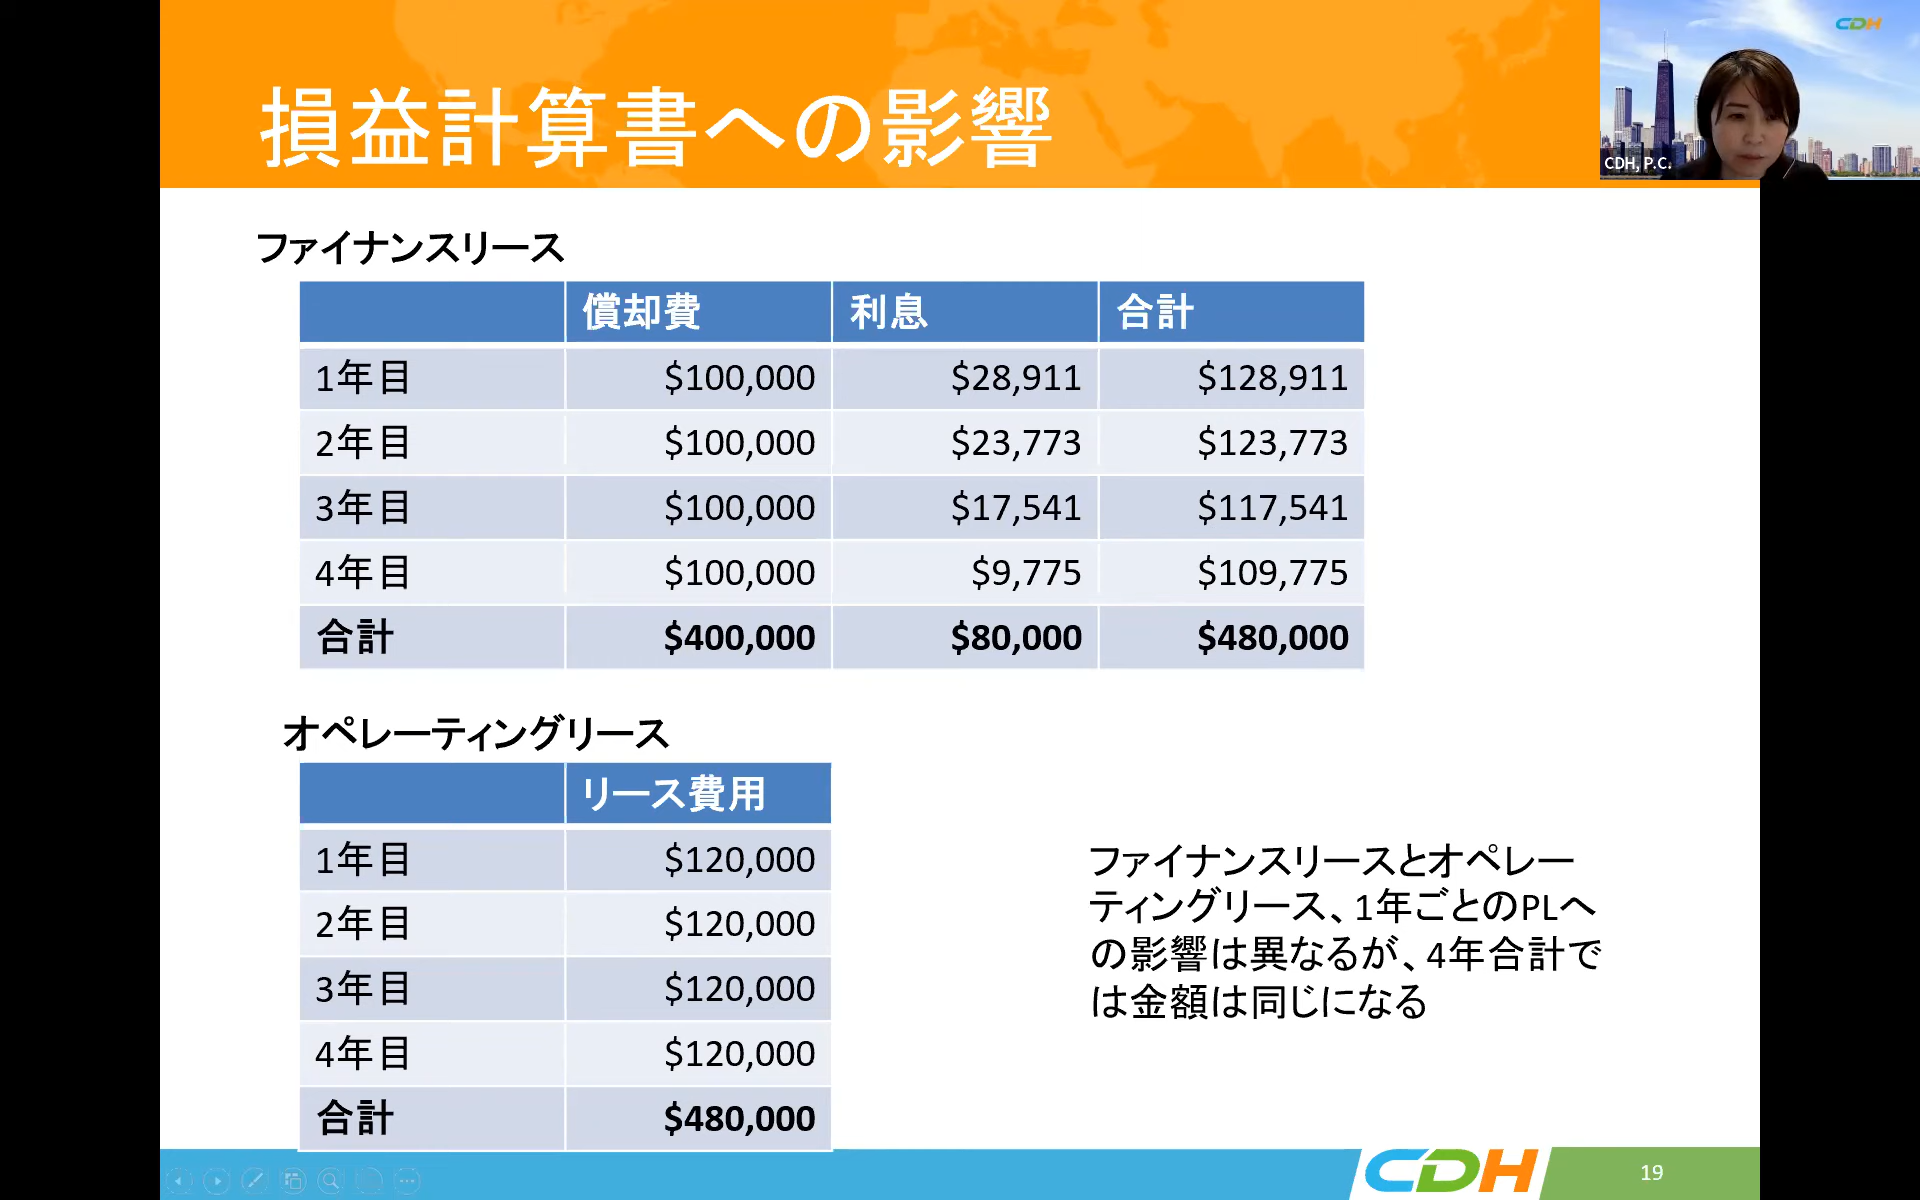 損益計算書への影響
CDH
CDH, P.C.
ファイナンスリース
償却費 利息 合計
1年目 $100,000 $28,911 $128,911
2年目 $100,000 $23,773 $123,773
3年目 $100,000 $17,541 $117,541
4年目 $100,000 $9,775 $109,775
合計 $400,000 $80,000 $480,000
オペレーティングリース
リース費用
1年目 $120,000
2年目 $120,000
3年目 $120,000
4年目 $120,000
合計 $480,000
ファイナンスリースとオペレー
ティングリース、1年ごとのPLへ
の影響は異なるが、4年合計で
は金額は同じになる
CDH
19